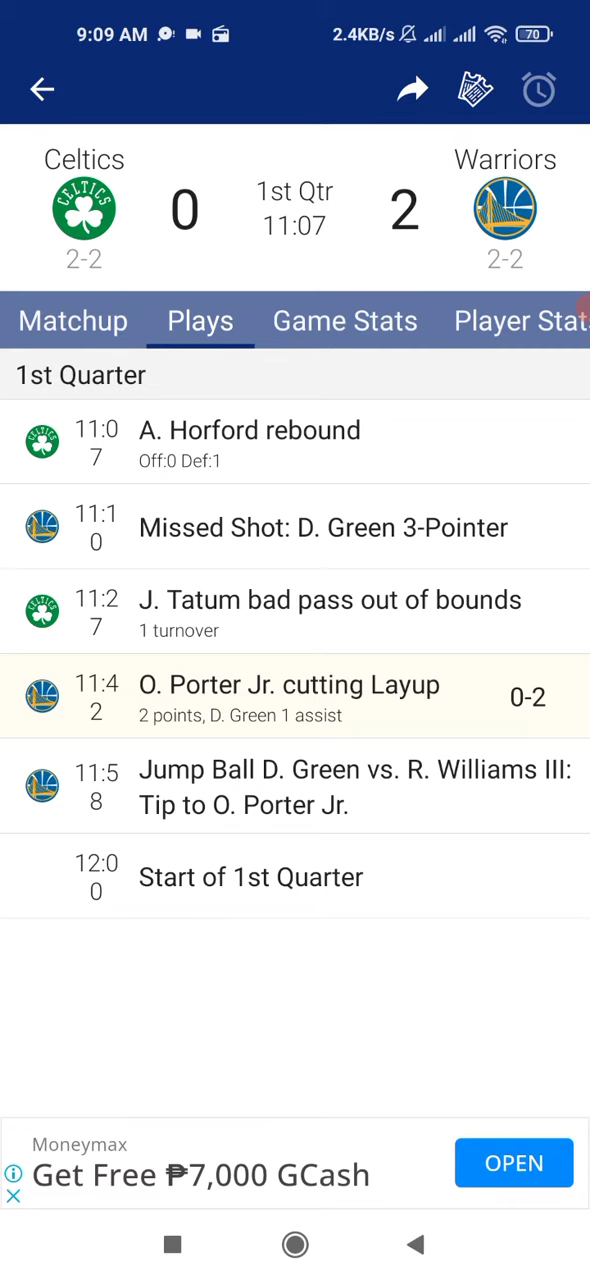 9:09 AM 2.4KB/s 70
Celtics Warriors
CELTICS
0 1st Qtr 2
11:07
2-2 2-2
Matchup Plays Game Stats Player Stat
1st Quarter
11:0
7
A. Horford rebound
Off:0 Def:1
11:1
0
Missed Shot: D. Green 3-Pointer
11:2
7
J. Tatum bad pass out of bounds
1 turnover
11:4
2
O. Porter Jr. cutting Layup
2 points, D. Green 1 assist
0-2
11:5
8
Jump Ball D. Green vs. R. Williams III:
Tip to O. Porter Jr.
12:0
0
Start of 1st Quarter
Moneymax
Get Free ₱7,000 GCash
OPEN